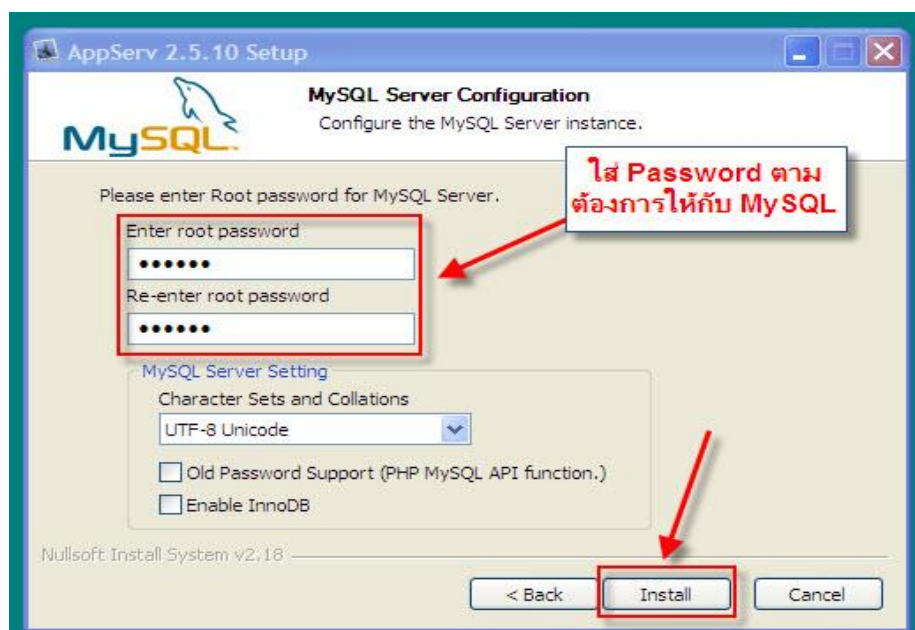 AppServ 2.5.10 Setup
MySQL
MySQL Server Configuration
Configure the MySQL Server instance.
ใส่ Password ตาม
ต้องการให้กับ MySQL
Please enter Root password for MySQL Server.
Enter root password
••••••
Re-enter root password
••••••
MySQL Server Setting
Character Sets and Collations
UTF-8 Unicode
Old Password Support (PHP MySQL API function.)
Enable InnoDB
Nullsoft Install System v2.18
< Back Install Cancel